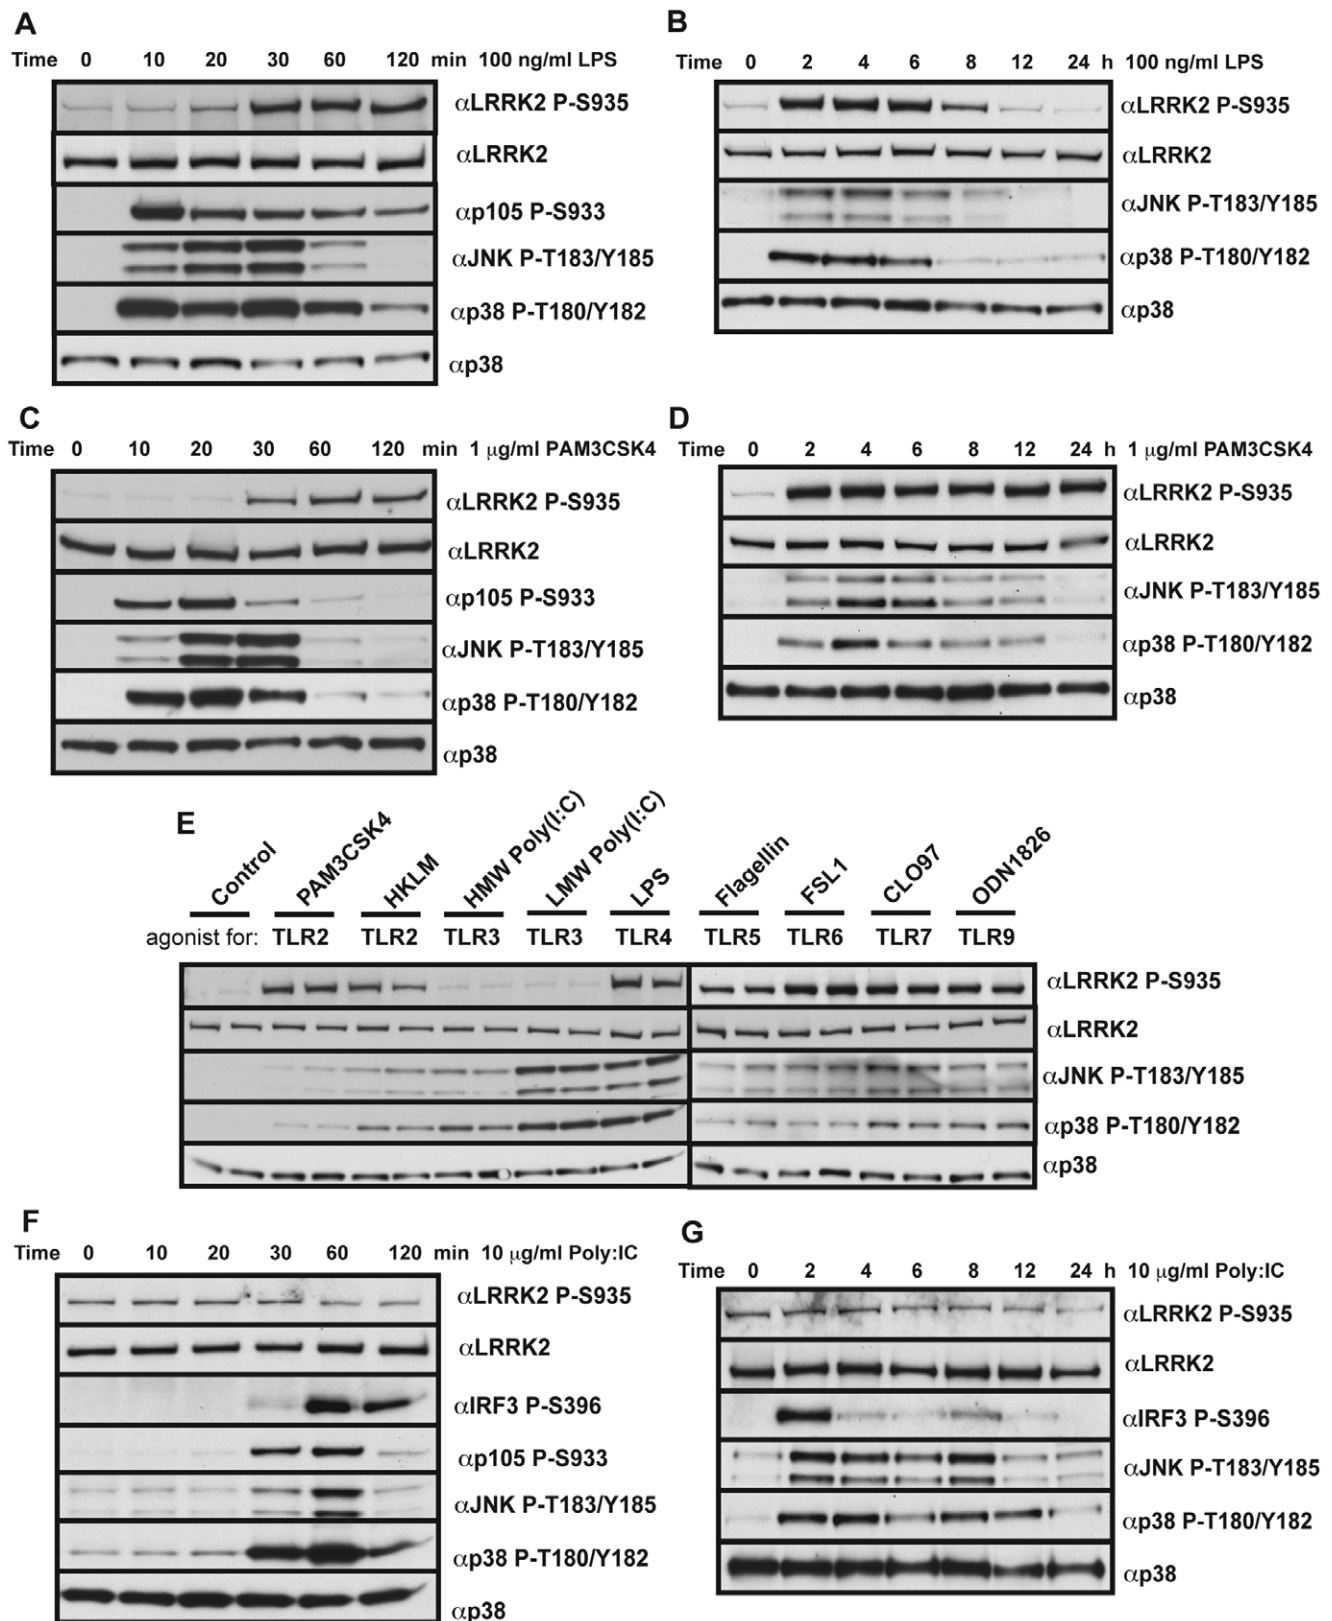 A
Time 0 10 20 30 60 120 min 100 ng/ml LPS
αLRRK2 P-S935
αLRRK2
αp105 P-S933
αJNK P-T183/Y185
αp38 P-T180/Y182
αp38
B
Time 0 2 4 6 8 12 24 h 100 ng/ml LPS
αLRRK2 P-S935
αLRRK2
αJNK P-T183/Y185
αp38 P-T180/Y182
αp38
C
Time 0 10 20 30 60 120 min 1 μg/ml PAM3CSK4
αLRRK2 P-S935
αLRRK2
αp105 P-S933
αJNK P-T183/Y185
αp38 P-T180/Y182
αp38
D
Time 0 2 4 6 8 12 24 h 1 μg/ml PAM3CSK4
αLRRK2 P-S935
αLRRK2
αJNK P-T183/Y185
αp38 P-T180/Y182
αp38
E
Control PAM3CSK4 HKLM HMW Poly(I:C) LMW Poly(I:C) LPS Flagellin FSL1 CLO97 ODN1826
agonist for: TLR2 TLR2 TLR3 TLR3 TLR4 TLR5 TLR6 TLR7 TLR9
αLRRK2 P-S935
αLRRK2
αJNK P-T183/Y185
αp38 P-T180/Y182
αp38
F
Time 0 10 20 30 60 120 min 10 μg/ml Poly:IC
αLRRK2 P-S935
αLRRK2
αIRF3 P-S396
αp105 P-S933
αJNK P-T183/Y185
αp38 P-T180/Y182
αp38
G
Time 0 2 4 6 8 12 24 h 10 μg/ml Poly:IC
αLRRK2 P-S935
αLRRK2
αIRF3 P-S396
αJNK P-T183/Y185
αp38 P-T180/Y182
αp38